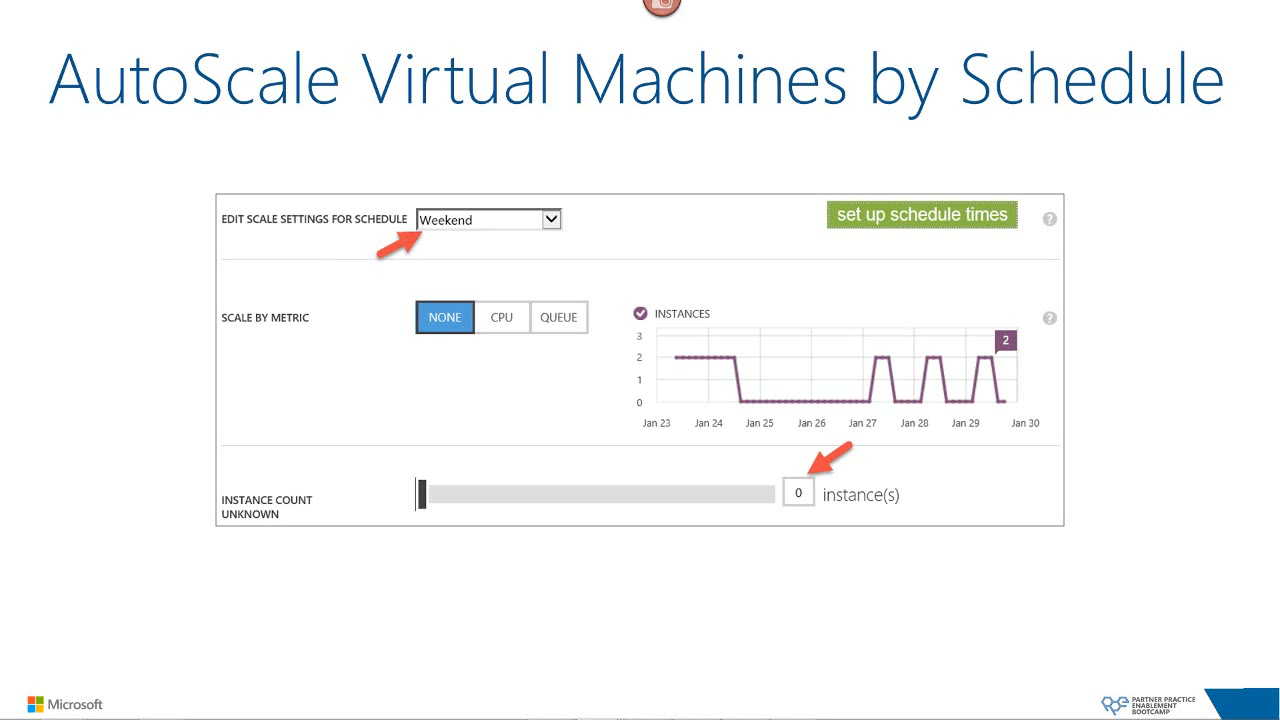 AutoScale Virtual Machines by Schedule
EDIT SCALE SETTINGS FOR SCHEDULE
Weekend
set up schedule times
?
SCALE BY METRIC
NONE
CPU
QUEUE
INSTANCES
?
3
2
1
0
2
Jan 23
Jan 24
Jan 25
Jan 26
Jan 27
Jan 28
Jan 29
Jan 30
INSTANCE COUNT
UNKNOWN
0
instance(s)
Microsoft
PARTNER PRACTICE
ENABLEMENT
BOOTCAMP